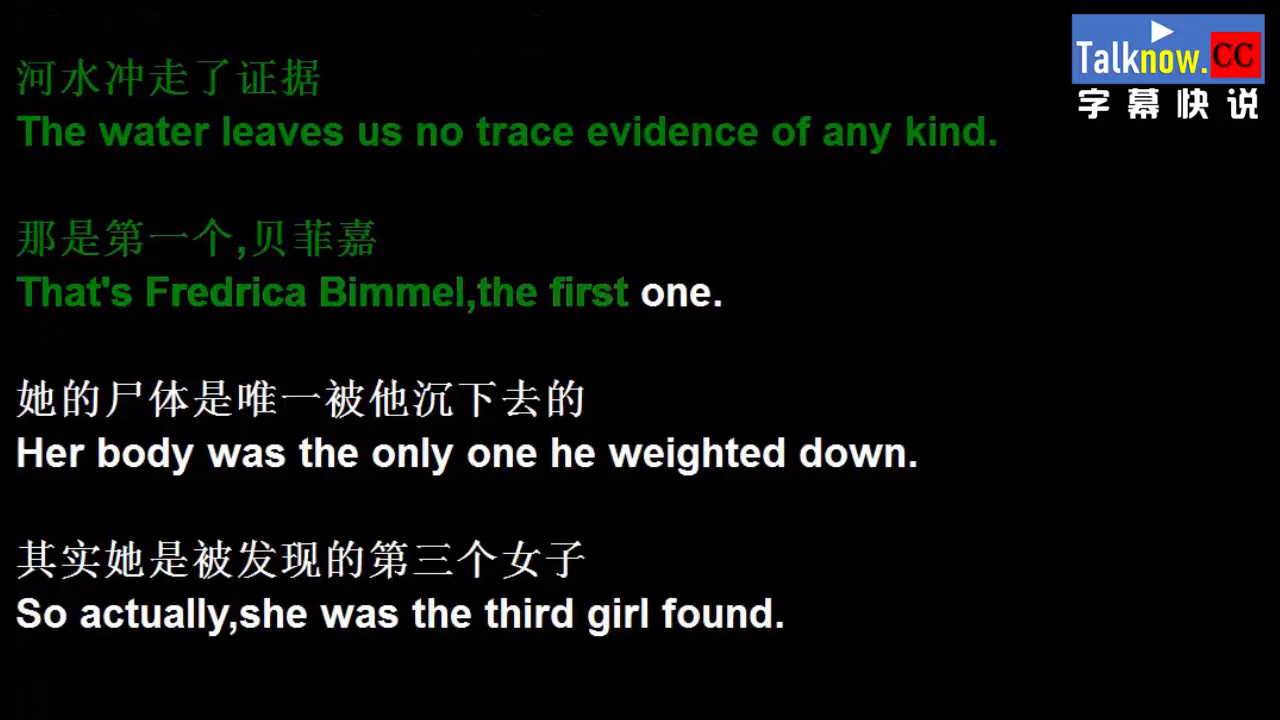 河水冲走了证据
The water leaves us no trace evidence of any kind.
那是第一个,贝菲嘉
That's Fredrica Bimmel,the first one.
她的尸体是唯一被他沉下去的
Her body was the only one he weighted down.
其实她是被发现的第三个女子
So actually,she was the third girl found.
Talknow.CC
字幕快说